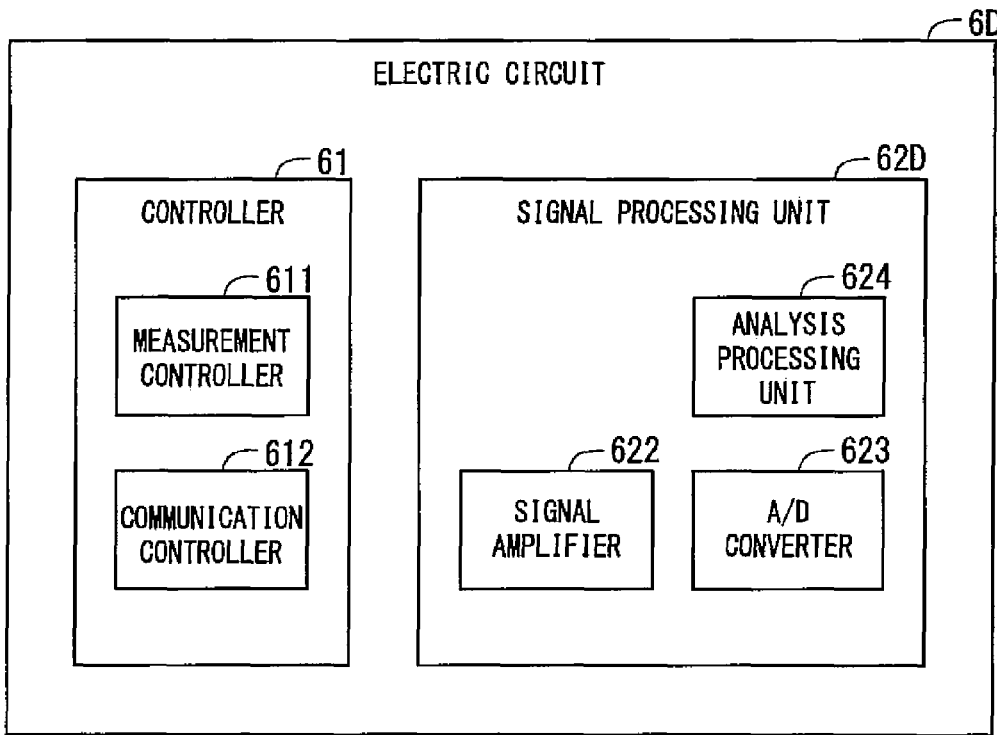 6D
ELECTRIC CIRCUIT
61
CONTROLLER
611
MEASUREMENT
CONTROLLER
612
COMMUNICATION
CONTROLLER
62D
SIGNAL PROCESSING UNIT
624
ANALYSIS
PROCESSING
UNIT
622
SIGNAL
AMPLIFIER
623
A/D
CONVERTER